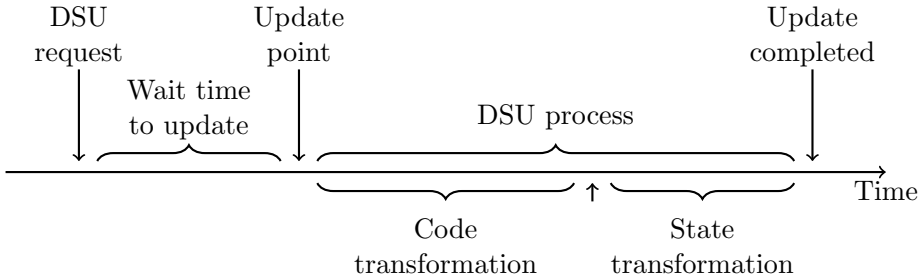 DSU
request
Update
point
Update
completed
Wait time
to update
DSU process
Time
Code
transformation
State
transformation